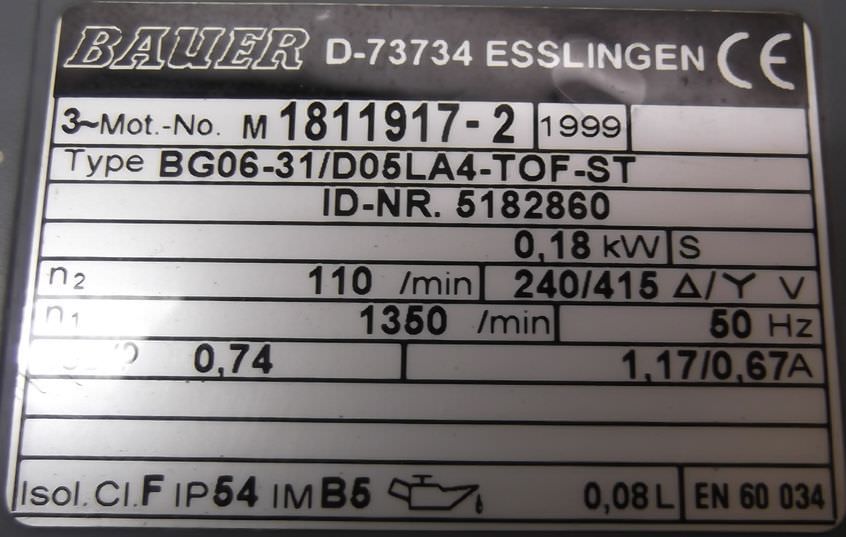 BAUER D-73734 ESSLINGEN CE
3~Mot.-No. M 1811917-2 1999
Type BG06-31/D05LA4-TOF-ST
ID-NR. 5182860
0,18 kW S
n2 110 /min 240/415 Δ/Y V
n1 1350 /min 50 Hz
0,74 1,17/0,67A
Isol.Cl.F IP54 IM B5 0,08L EN 60 034